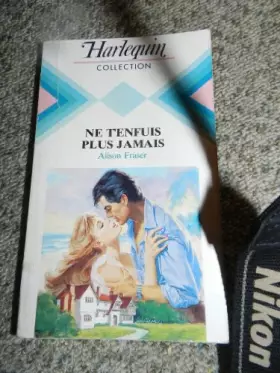 Harlequin
COLLECTION
NE T'ENFUIS
PLUS JAMAIS
Alison Fraser
Nikon